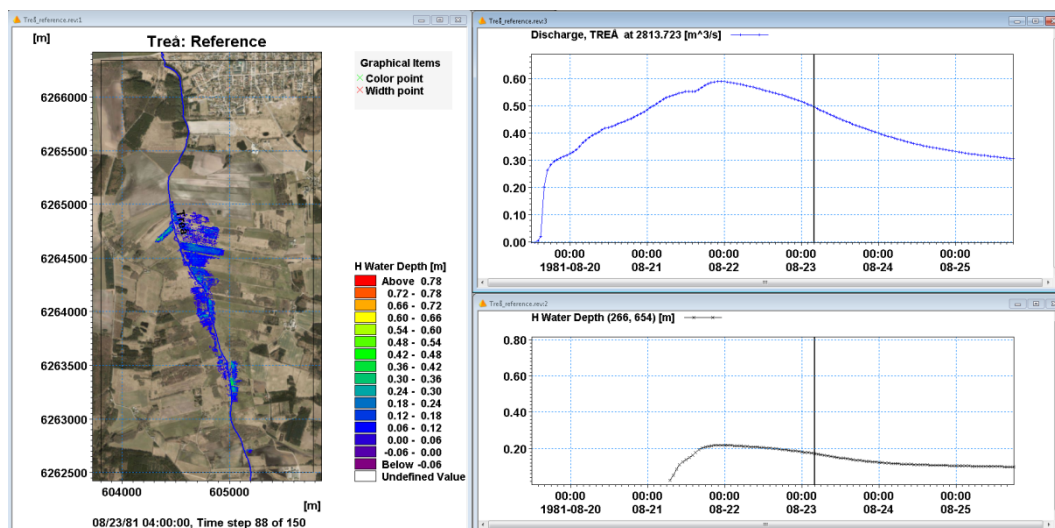 Treå_reference.rev:1
[m]
Treå: Reference
6266000
6265500
6265000
6264500
6264000
6263500
6263000
6262500
604000
605000
[m]
08/23/81 04:00:00, Time step 88 of 150
Graphical Items
Color point
Width point
H Water Depth [m]
Above 0.78
0.72 - 0.78
0.66 - 0.72
0.60 - 0.66
0.54 - 0.60
0.48 - 0.54
0.42 - 0.48
0.36 - 0.42
0.30 - 0.36
0.24 - 0.30
0.18 - 0.24
0.12 - 0.18
0.06 - 0.12
0.00 - 0.06
-0.06 - 0.00
Below -0.06
Undefined Value
Treå_reference.rev:3
Discharge, TREÅ at 2813.723 [m^3/s]
0.60
0.50
0.40
0.30
0.20
0.10
0.00
00:00 00:00 00:00 00:00 00:00 00:00
1981-08-20 08-21 08-22 08-23 08-24 08-25
Treå_reference.rev:2
H Water Depth (266, 654) [m]
0.80
0.60
0.40
0.20
00:00 00:00 00:00 00:00 00:00 00:00
1981-08-20 08-21 08-22 08-23 08-24 08-25